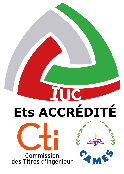 IUC
Ets ACCRÉDITÉ
Cti
Commission
des Titres d'Ingénieur
CAMES